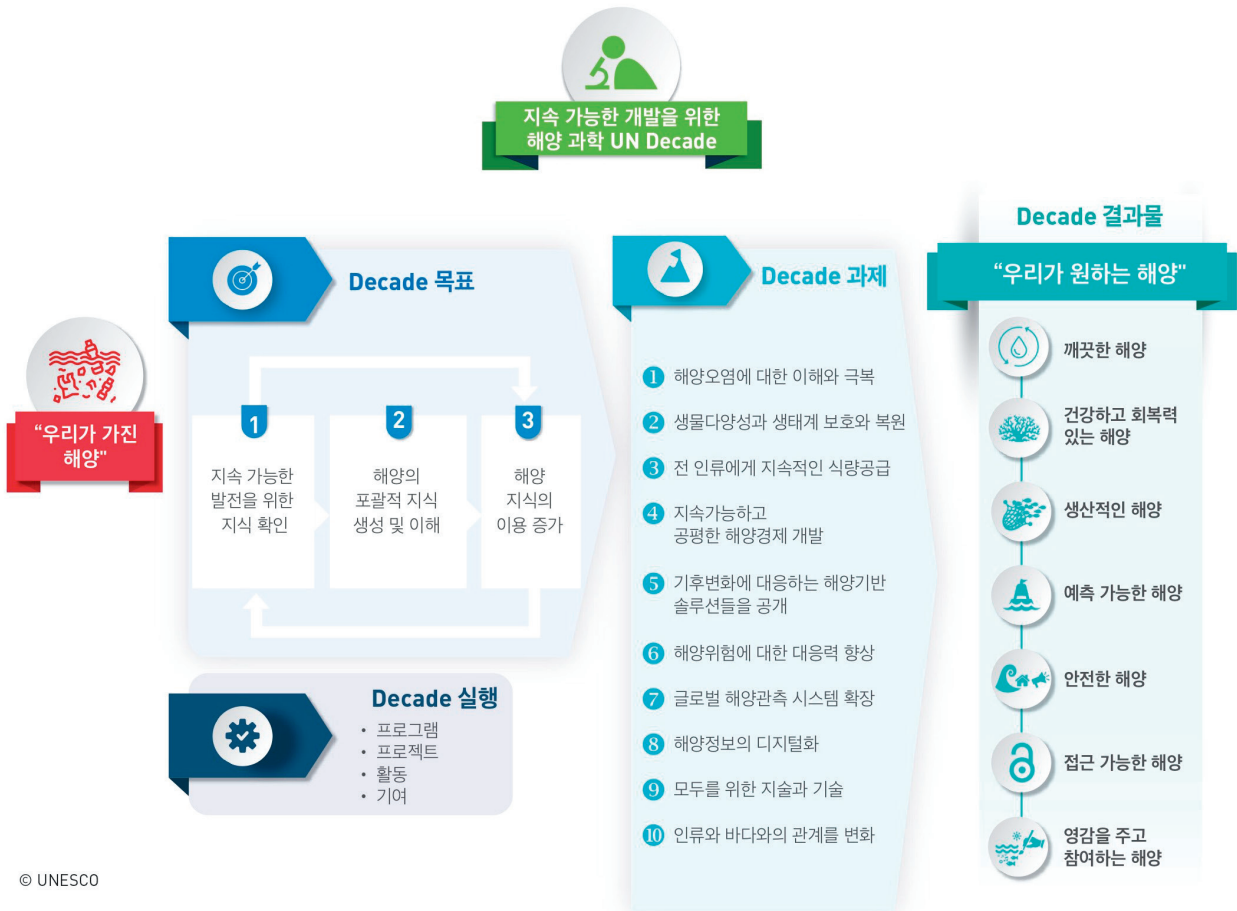 지속 가능한 개발을 위한
해양 과학 UN Decade
“우리가 가진
해양"
Decade 목표
1
지속 가능한
발전을 위한
지식 확인
2
해양의
포괄적 지식
생성 및 이해
3
해양
지식의
이용 증가
Decade 실행
• 프로그램
• 프로젝트
• 활동
• 기여
Decade 과제
1 해양오염에 대한 이해와 극복
2 생물다양성과 생태계 보호와 복원
3 전 인류에게 지속적인 식량공급
4 지속가능하고
공평한 해양경제 개발
5 기후변화에 대응하는 해양기반
솔루션들을 공개
6 해양위험에 대한 대응력 향상
7 글로벌 해양관측 시스템 확장
8 해양정보의 디지털화
9 모두를 위한 지술과 기술
10 인류와 바다와의 관계를 변화
Decade 결과물
“우리가 원하는 해양"
깨끗한 해양
건강하고 회복력
있는 해양
생산적인 해양
예측 가능한 해양
안전한 해양
접근 가능한 해양
영감을 주고
참여하는 해양
© UNESCO